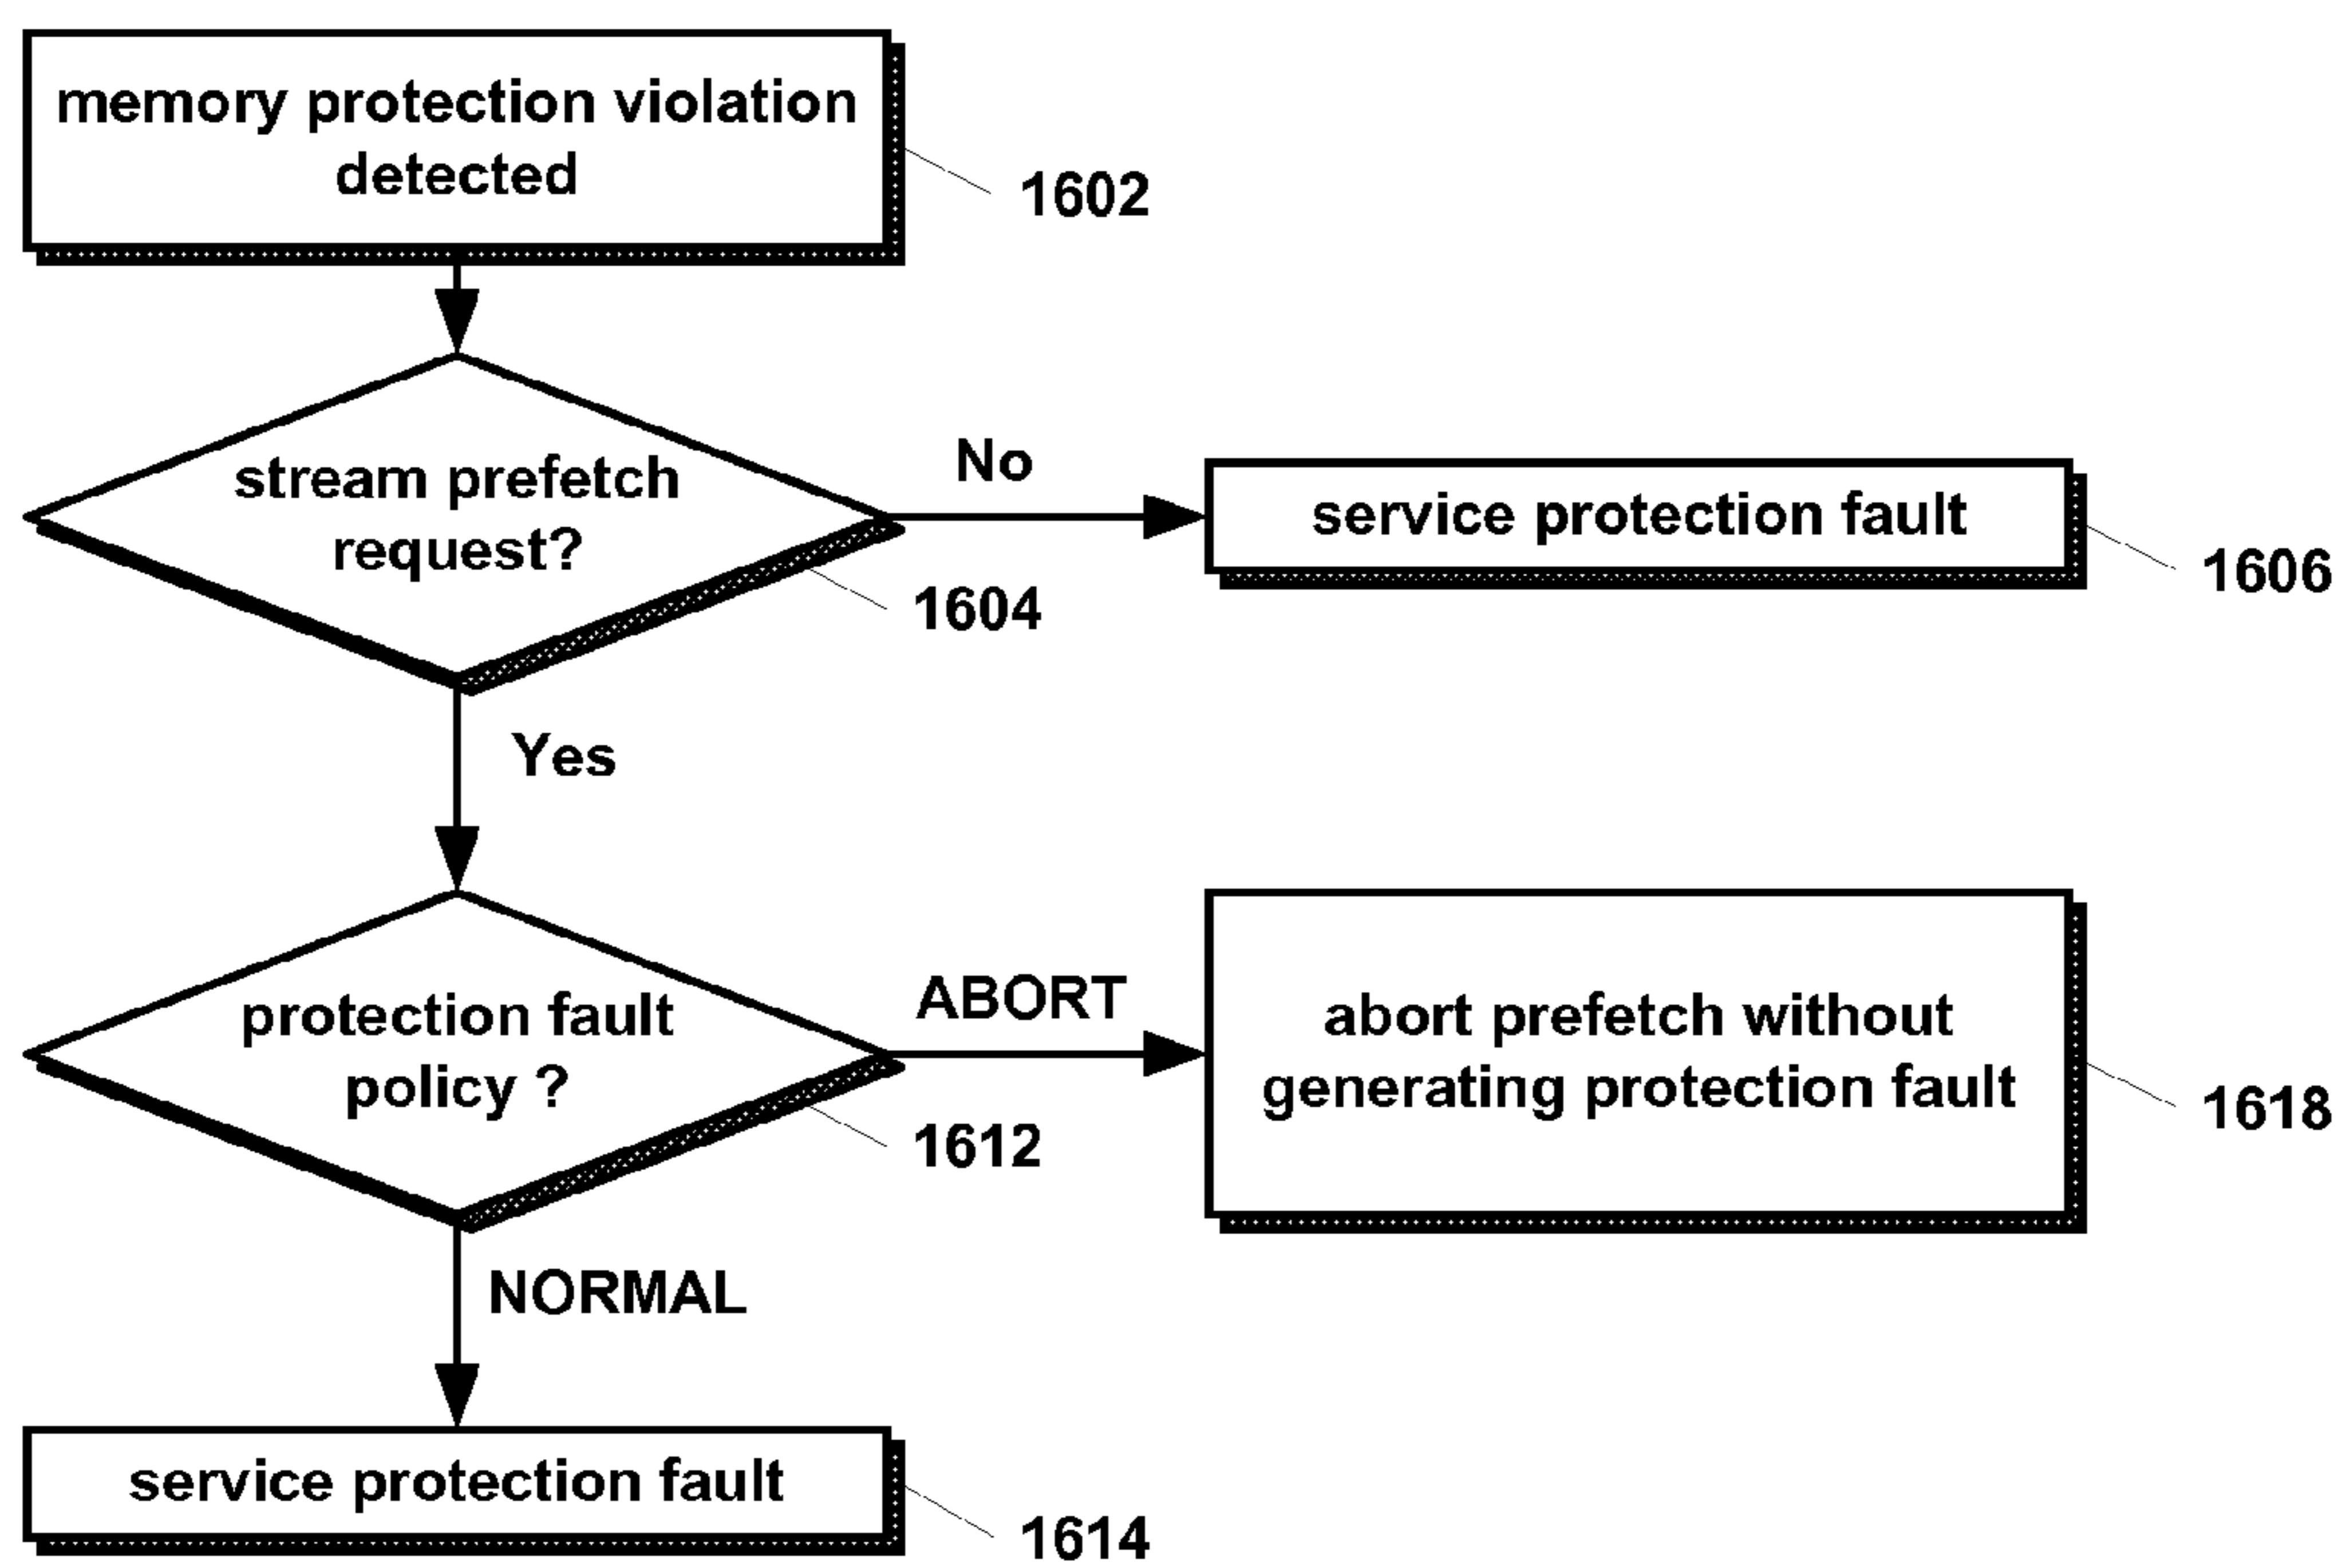 memory protection violation
detected
1602
stream prefetch
request?
1604
No
service protection fault
1606
Yes
protection fault
policy ?
1612
ABORT
abort prefetch without
generating protection fault
1618
NORMAL
service protection fault
1614